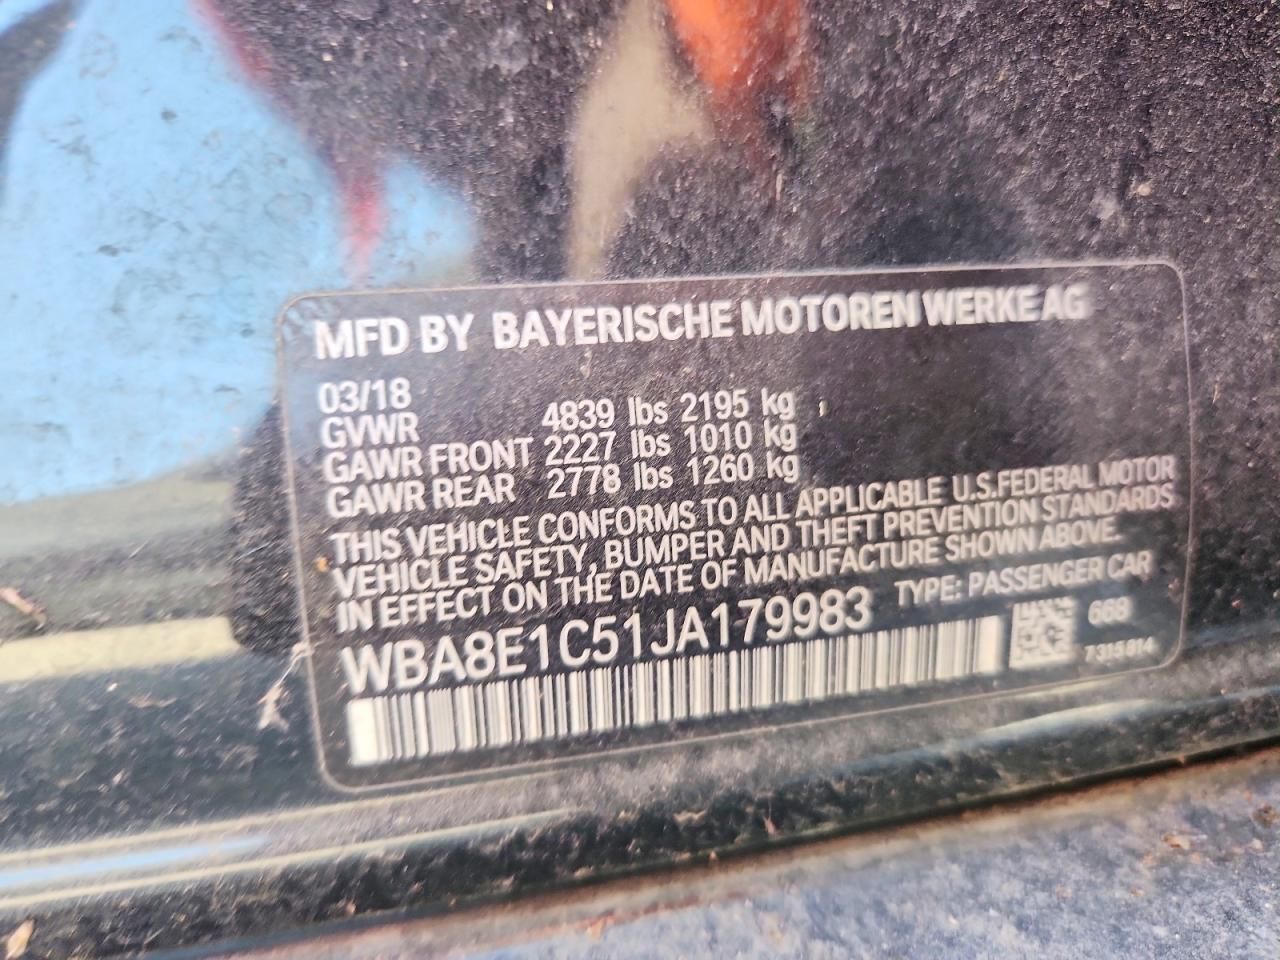 MFD BY BAYERISCHE MOTOREN WERKE AG
03/18
GVWR 4839 lbs 2195 kg
GAWR FRONT 2227 lbs 1010 kg
GAWR REAR 2778 lbs 1260 kg
THIS VEHICLE CONFORMS TO ALL APPLICABLE U.S.FEDERAL MOTOR
VEHICLE SAFETY, BUMPER AND THEFT PREVENTION STANDARDS
IN EFFECT ON THE DATE OF MANUFACTURE SHOWN ABOVE.
WBA8E1C51JA179983 TYPE: PASSENGER CAR
668
7315814